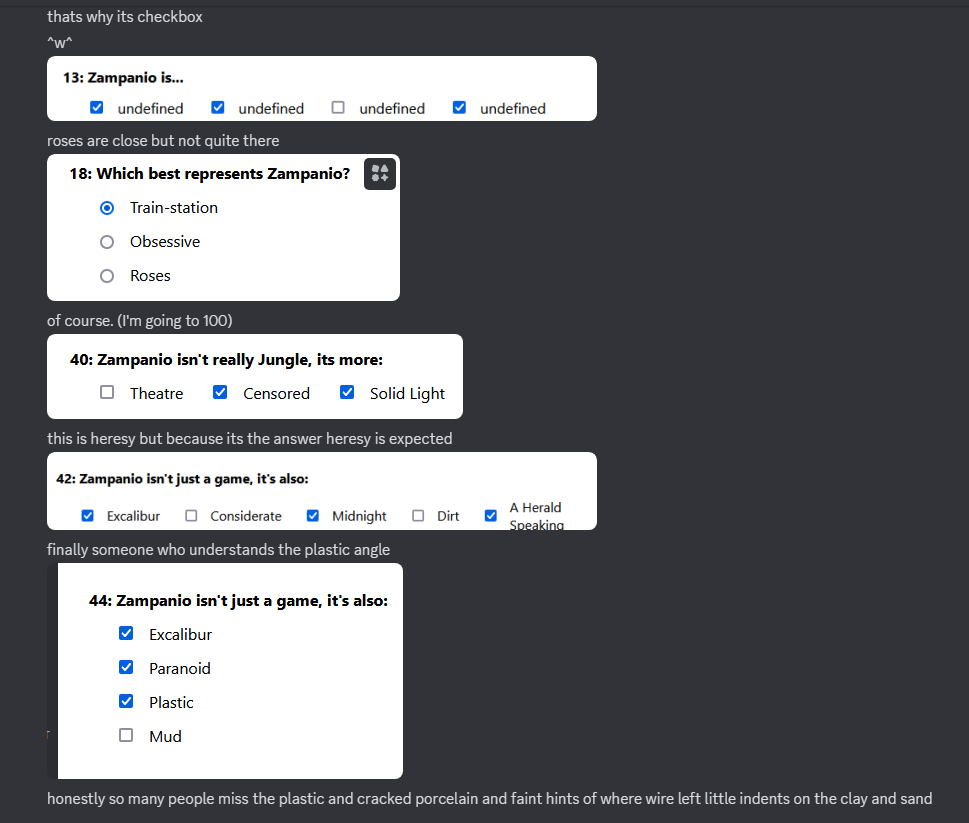 thats why its checkbox
^w^
13: Zampanio is...
undefined undefined undefined undefined
roses are close but not quite there
18: Which best represents Zampanio?
Train-station
Obsessive
Roses
of course. (I'm going to 100)
40: Zampanio isn't really Jungle, its more:
Theatre Censored Solid Light
this is heresy but because its the answer heresy is expected
42: Zampanio isn't just a game, it's also:
Excalibur Considerate Midnight Dirt A Herald
Speaking
finally someone who understands the plastic angle
44: Zampanio isn't just a game, it's also:
Excalibur
Paranoid
Plastic
Mud
honestly so many people miss the plastic and cracked porcelain and faint hints of where wire left little indents on the clay and sand